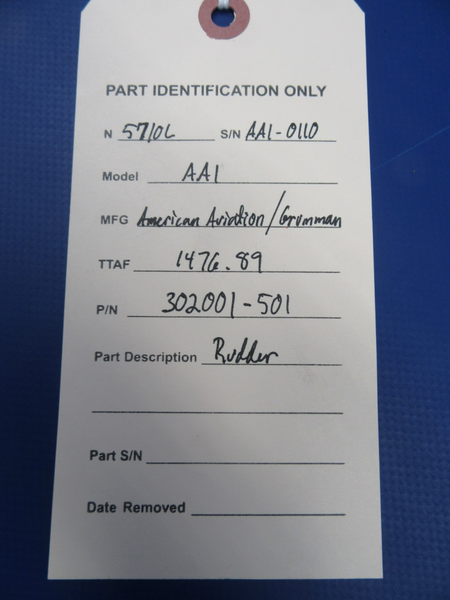 PART IDENTIFICATION ONLY
N 5710L S/N AA1-0110
Model AA1
MFG American Aviation/Grumman
TTAF 1476.89
P/N 302001-501
Part Description Rudder
Part S/N
Date Removed